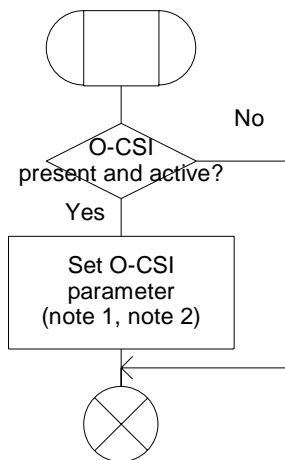 No
O-CSI
present and active?
Yes
Set O-CSI
parameter
(note 1, note 2)